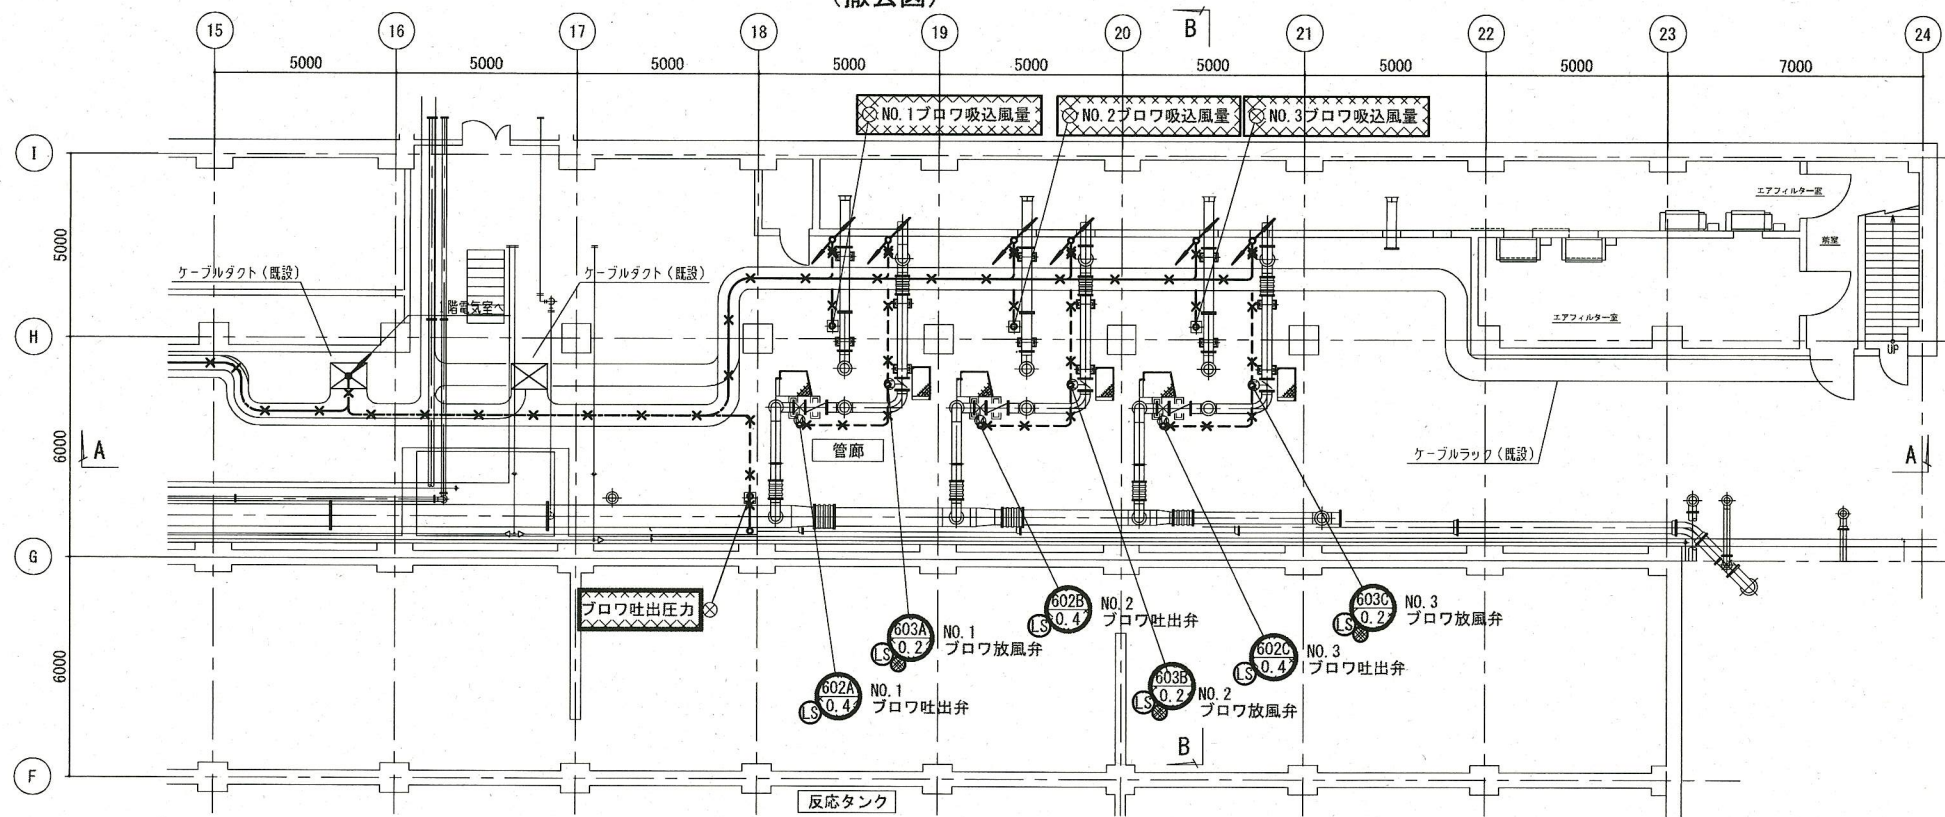 (撤去図)
B
15
16
17
18
19
20
21
22
23
24
5000
5000
5000
5000
5000
5000
5000
5000
7000
NO.1ブロワ吸込風量
NO.2ブロワ吸込風量
NO.3ブロワ吸込風量
I
エアフィルター室
5000
前室
ケーブルダクト(既設)
ケーブルダクト(既設)
階電気室へ
エアフィルター室
H
UP
6000
A
管廊
ケーブルラック(既設)
A
G
ブロワ吐出圧力
602B
0.4
LS
NO.2
ブロワ吐出弁
603C
0.2
LS
NO.3
ブロワ放風弁
603A
0.2
LS
NO.1
ブロワ放風弁
602C
0.4
LS
NO.3
ブロワ吐出弁
6000
602A
0.4
LS
NO.1
ブロワ吐出弁
603B
0.2
LS
NO.2
ブロワ放風弁
B
F
反応タンク